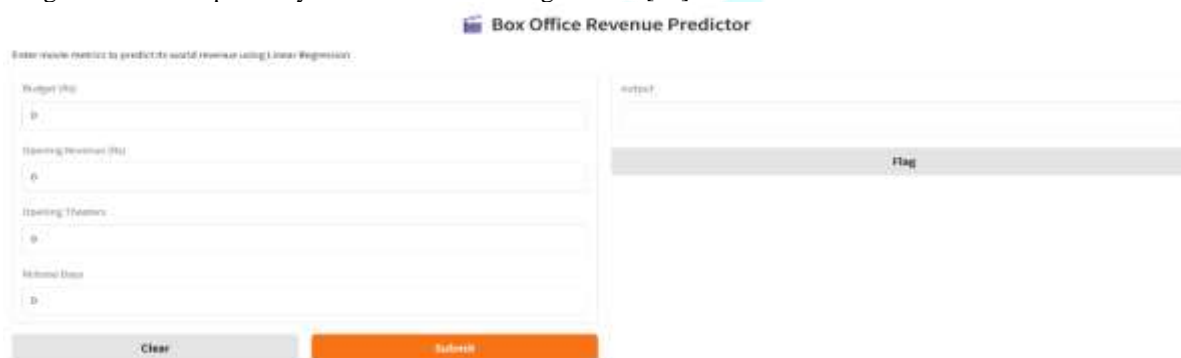 Box Office Revenue Predictor
Enter movie metrics to predict its world revenue using Linear Regression
Budget (Rs)
0
output
Opening Revenue (Rs)
0
Flag
Opening Theaters
0
Release Days
0
Clear
Submit